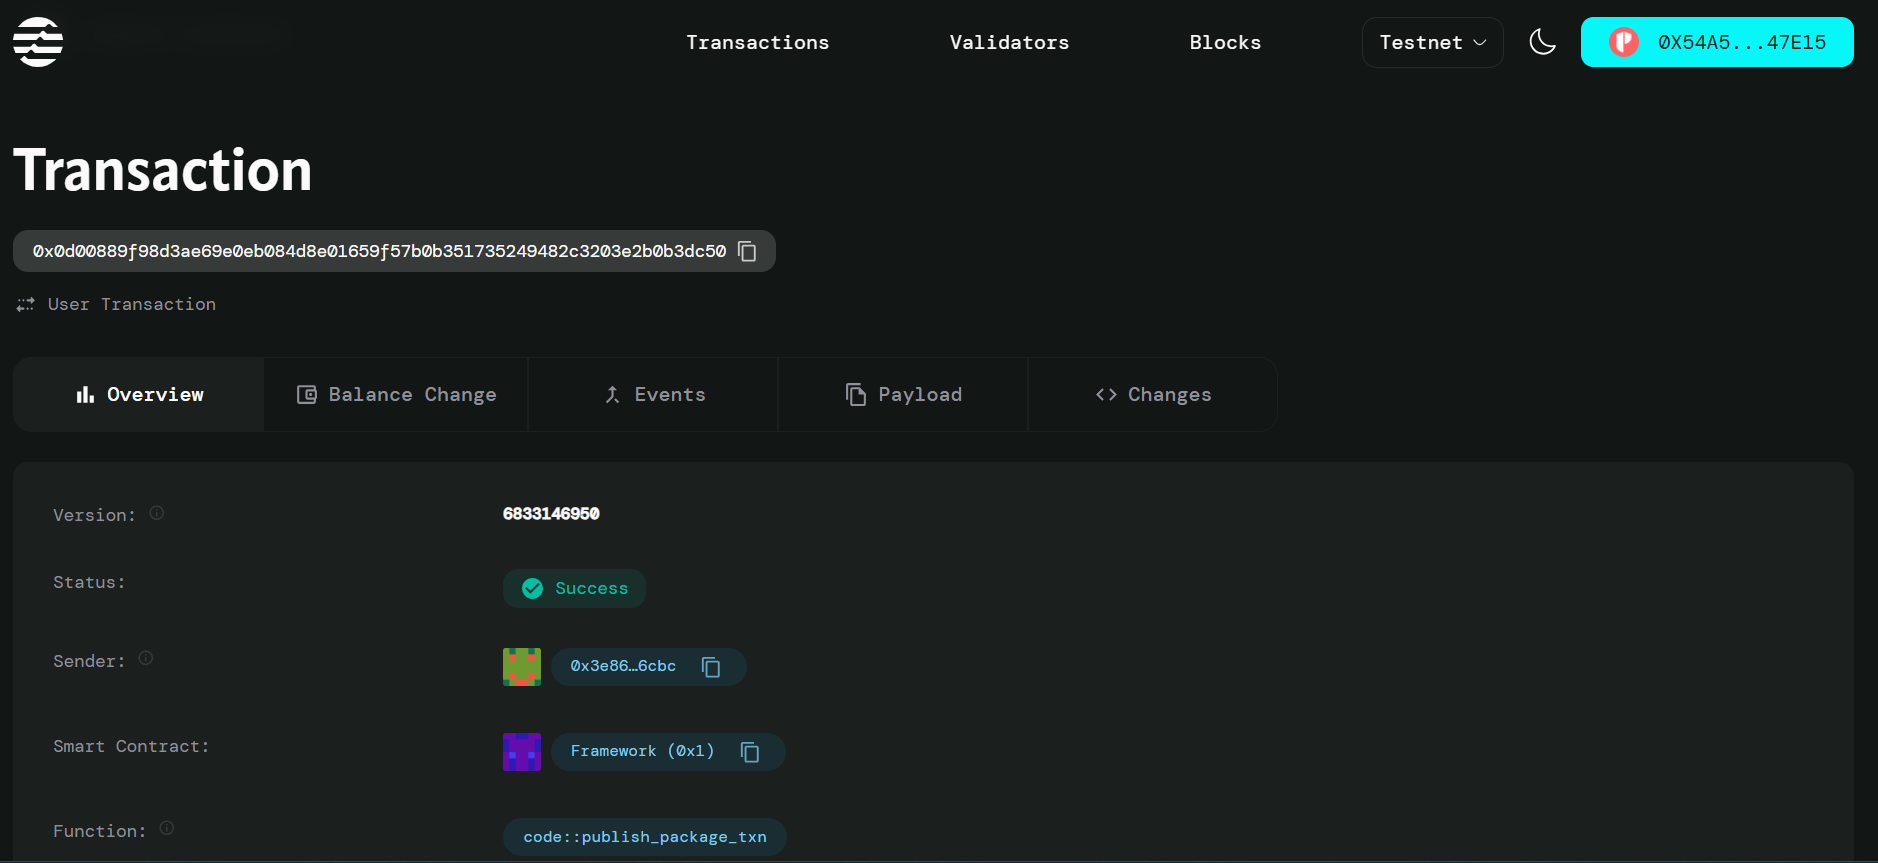 Transactions
Validators
Blocks
Testnet
0X54A5...47E15
Transaction
0x0d00889f98d3ae69e0eb084d8e01659f57b0b351735249482c3203e2b0b3dc50
User Transaction
Overview
Balance Change
Events
Payload
Changes
Version:
6833146950
Status:
Success
Sender:
0x3e86…6cbc
Smart Contract:
Framework (0x1)
Function:
code::publish_package_txn